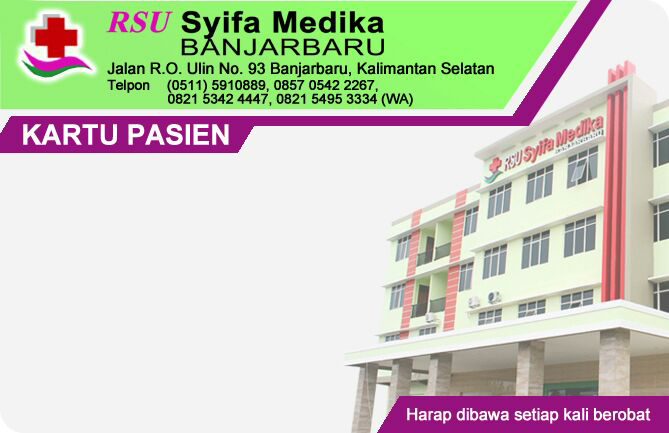 RSU Syifa Medika
BANJARBARU
Jalan R.O. Ulin No. 93 Banjarbaru, Kalimantan Selatan
Telpon (0511) 5910889, 0857 0542 2267,
0821 5342 4447, 0821 5495 3334 (WA)
KARTU PASIEN
RSU Syifa Medika
BANJARBARU
Harap dibawa setiap kali berobat